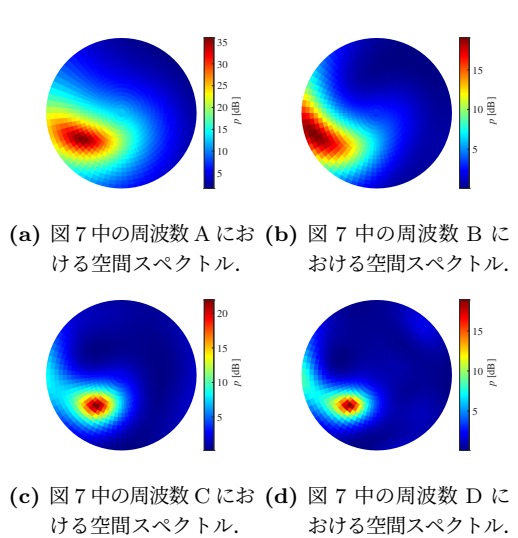 35
30
25
20
15
10
5
p [dB]
15
10
5
p [dB]
(a) 図7中の周波数 A にお
ける空間スペクトル.
(b) 図 7 中の周波数 B に
おける空間スペクトル.
20
15
10
5
p [dB]
15
10
5
p [dB]
(c) 図7中の周波数 C にお
ける空間スペクトル.
(d) 図 7 中の周波数 D に
おける空間スペクトル.